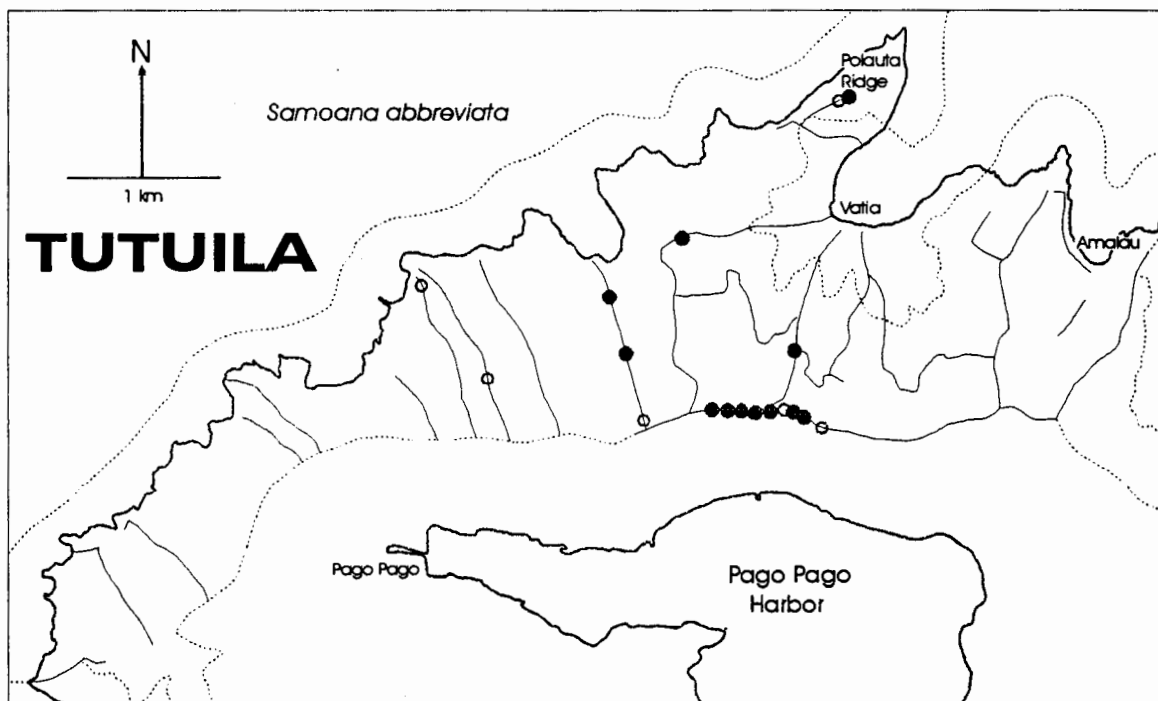 N
Polauta
Ridge
Samoana abbreviata
1 km
Vatia
TUTUILA
Amalau
Pago Pago
Pago Pago
Harbor